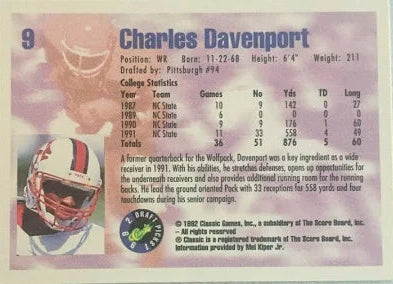 9 Charles Davenport
Position: WR Born: 11-22-68 Height: 6'4" Weight: 211
Drafted by: Pittsburgh #94
College Statistics
Year Team Games No Yds TD Long
1987 NC State 10 9 142 0 27
1989 NC State 6 0 0 0 0
1990 NC State 9 9 176 1 60
1991 NC State 11 33 558 4 49
Totals 36 51 876 5 60
A former quarterback for the Wolfpack, Davenport was a key ingredient as a wide
receiver in 1991. With his abilities, he stretches defenses, opens up opportunities for
the underneath receivers and also provides additional running room for the running
backs. He lead the ground oriented Pack with 33 receptions for 558 yards and four
touchdowns during his senior campaign.
1992 DRAFT PICKS
© 1992 Classic Games, Inc., a subsidiary of The Score Board, Inc.
- All rights reserved
® Classic is a registered trademark of The Score Board, Inc.
Information provided by Mel Kiper Jr.